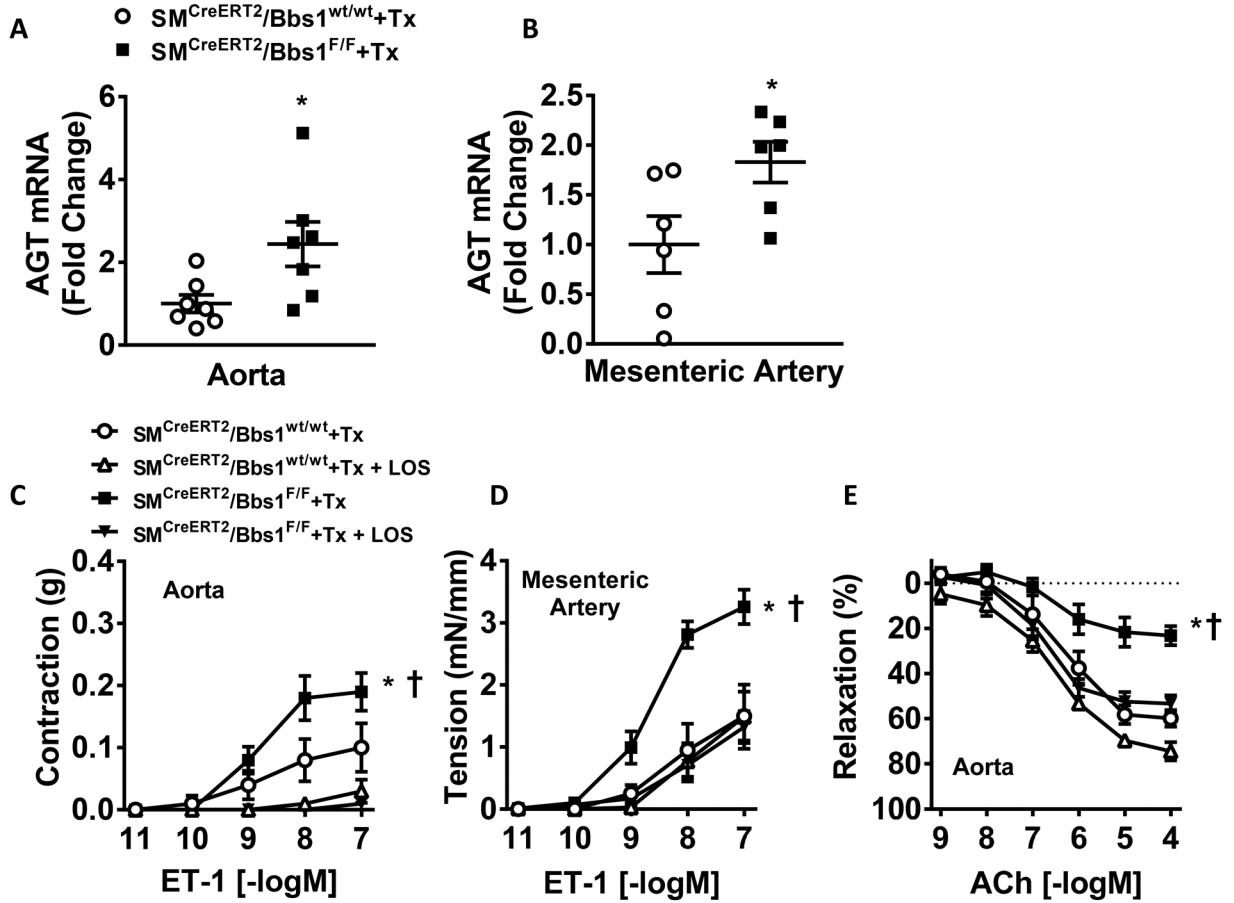 A
SM^CreERT2/Bbs1^wt/wt+Tx
SM^CreERT2/Bbs1^F/F+Tx
B
AGT mRNA
(Fold Change)
6
4
2
0
*
Aorta
AGT mRNA
(Fold Change)
2.5
2.0
1.5
1.0
0.5
0.0
*
Mesenteric Artery
SM^CreERT2/Bbs1^wt/wt+Tx
SM^CreERT2/Bbs1^wt/wt+Tx + LOS
SM^CreERT2/Bbs1^F/F+Tx
SM^CreERT2/Bbs1^F/F+Tx + LOS
C
Contraction (g)
0.4
0.3
0.2
0.1
0.0
Aorta
* †
11 10 9 8 7
ET-1 [-logM]
D
Tension (mN/mm)
4
3
2
1
0
Mesenteric
Artery
* †
11 10 9 8 7
ET-1 [-logM]
E
Relaxation (%)
0
20
40
60
80
100
Aorta
*†
9 8 7 6 5 4
ACh [-logM]